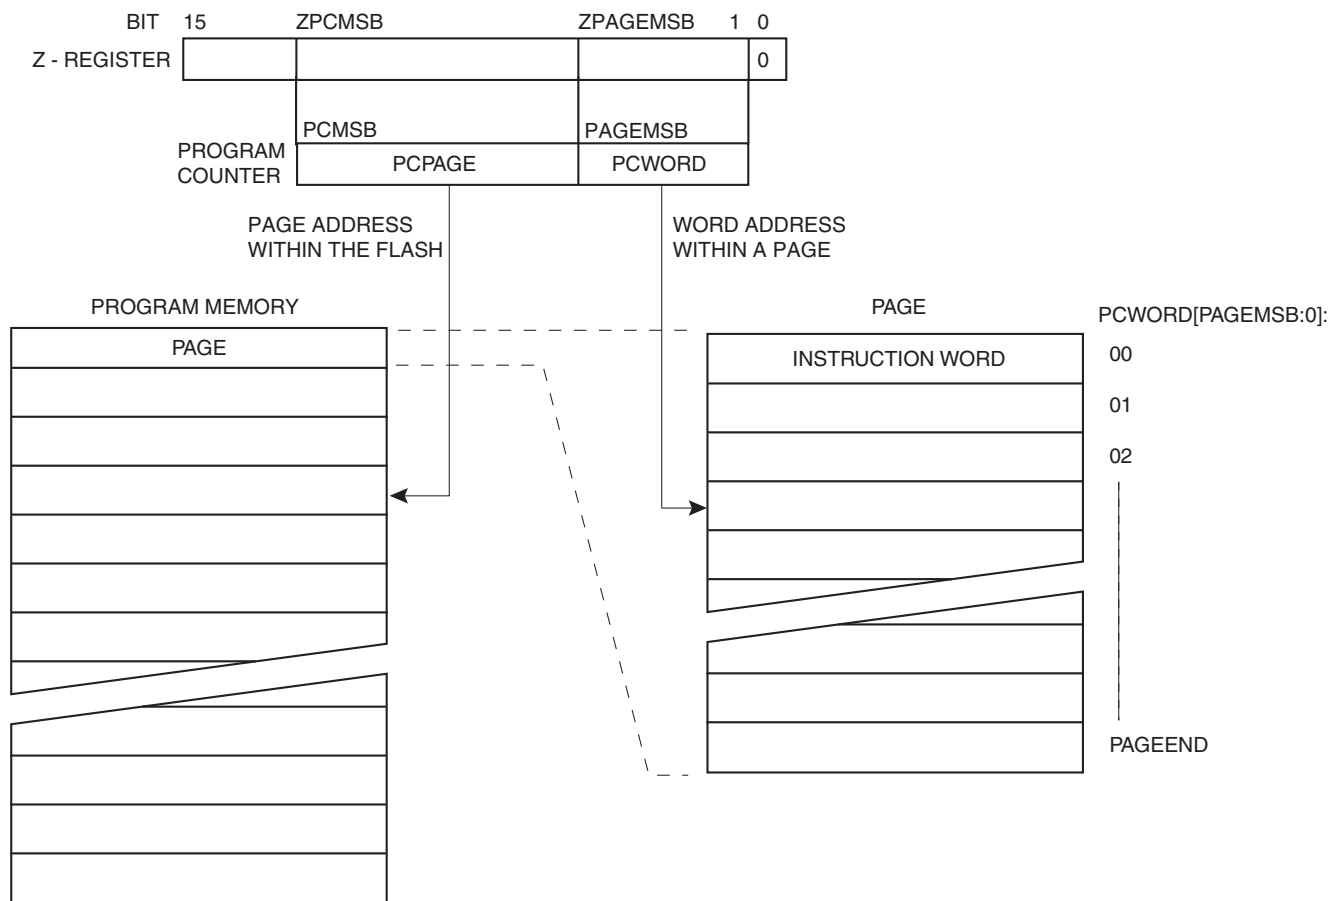 BIT 15 ZPCMSB ZPAGEMSB 1 0
Z - REGISTER 0
PCMSB PAGEMSB
PROGRAM
COUNTER
PCPAGE PCWORD
PAGE ADDRESS
WITHIN THE FLASH
WORD ADDRESS
WITHIN A PAGE
PROGRAM MEMORY
PAGE
PAGE
PCWORD[PAGEMSB:0]:
INSTRUCTION WORD
00
01
02
PAGEEND